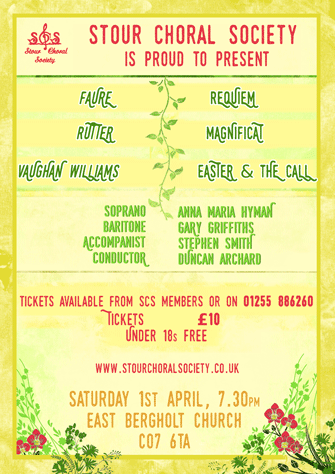 SCS
Stour Choral
Society
STOUR CHORAL SOCIETY
IS PROUD TO PRESENT
FAURE REQUIEM
RUTTER MAGNIFICAT
VAUGHAN WILLIAMS EASTER & THE CALL
SOPRANO ANNA MARIA HYMAN
BARITONE GARY GRIFFITHS
ACCOMPANIST STEPHEN SMITH
CONDUCTOR DUNCAN ARCHARD
TICKETS AVAILABLE FROM SCS MEMBERS OR ON 01255 886260
TICKETS £10
UNDER 18s FREE
WWW.STOURCHORALSOCIETY.CO.UK
SATURDAY 1ST APRIL, 7.30PM
EAST BERGHOLT CHURCH
CO7 6TA